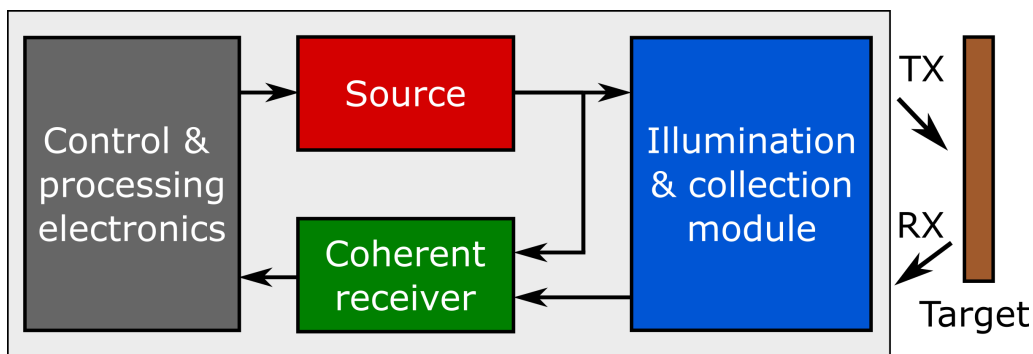 Control &
processing
electronics
Source
Coherent
receiver
Illumination
& collection
module
TX
RX
Target